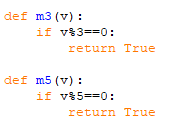 def m3(v):
    if v%3==0:
        return True

def m5(v):
    if v%5==0:
        return True